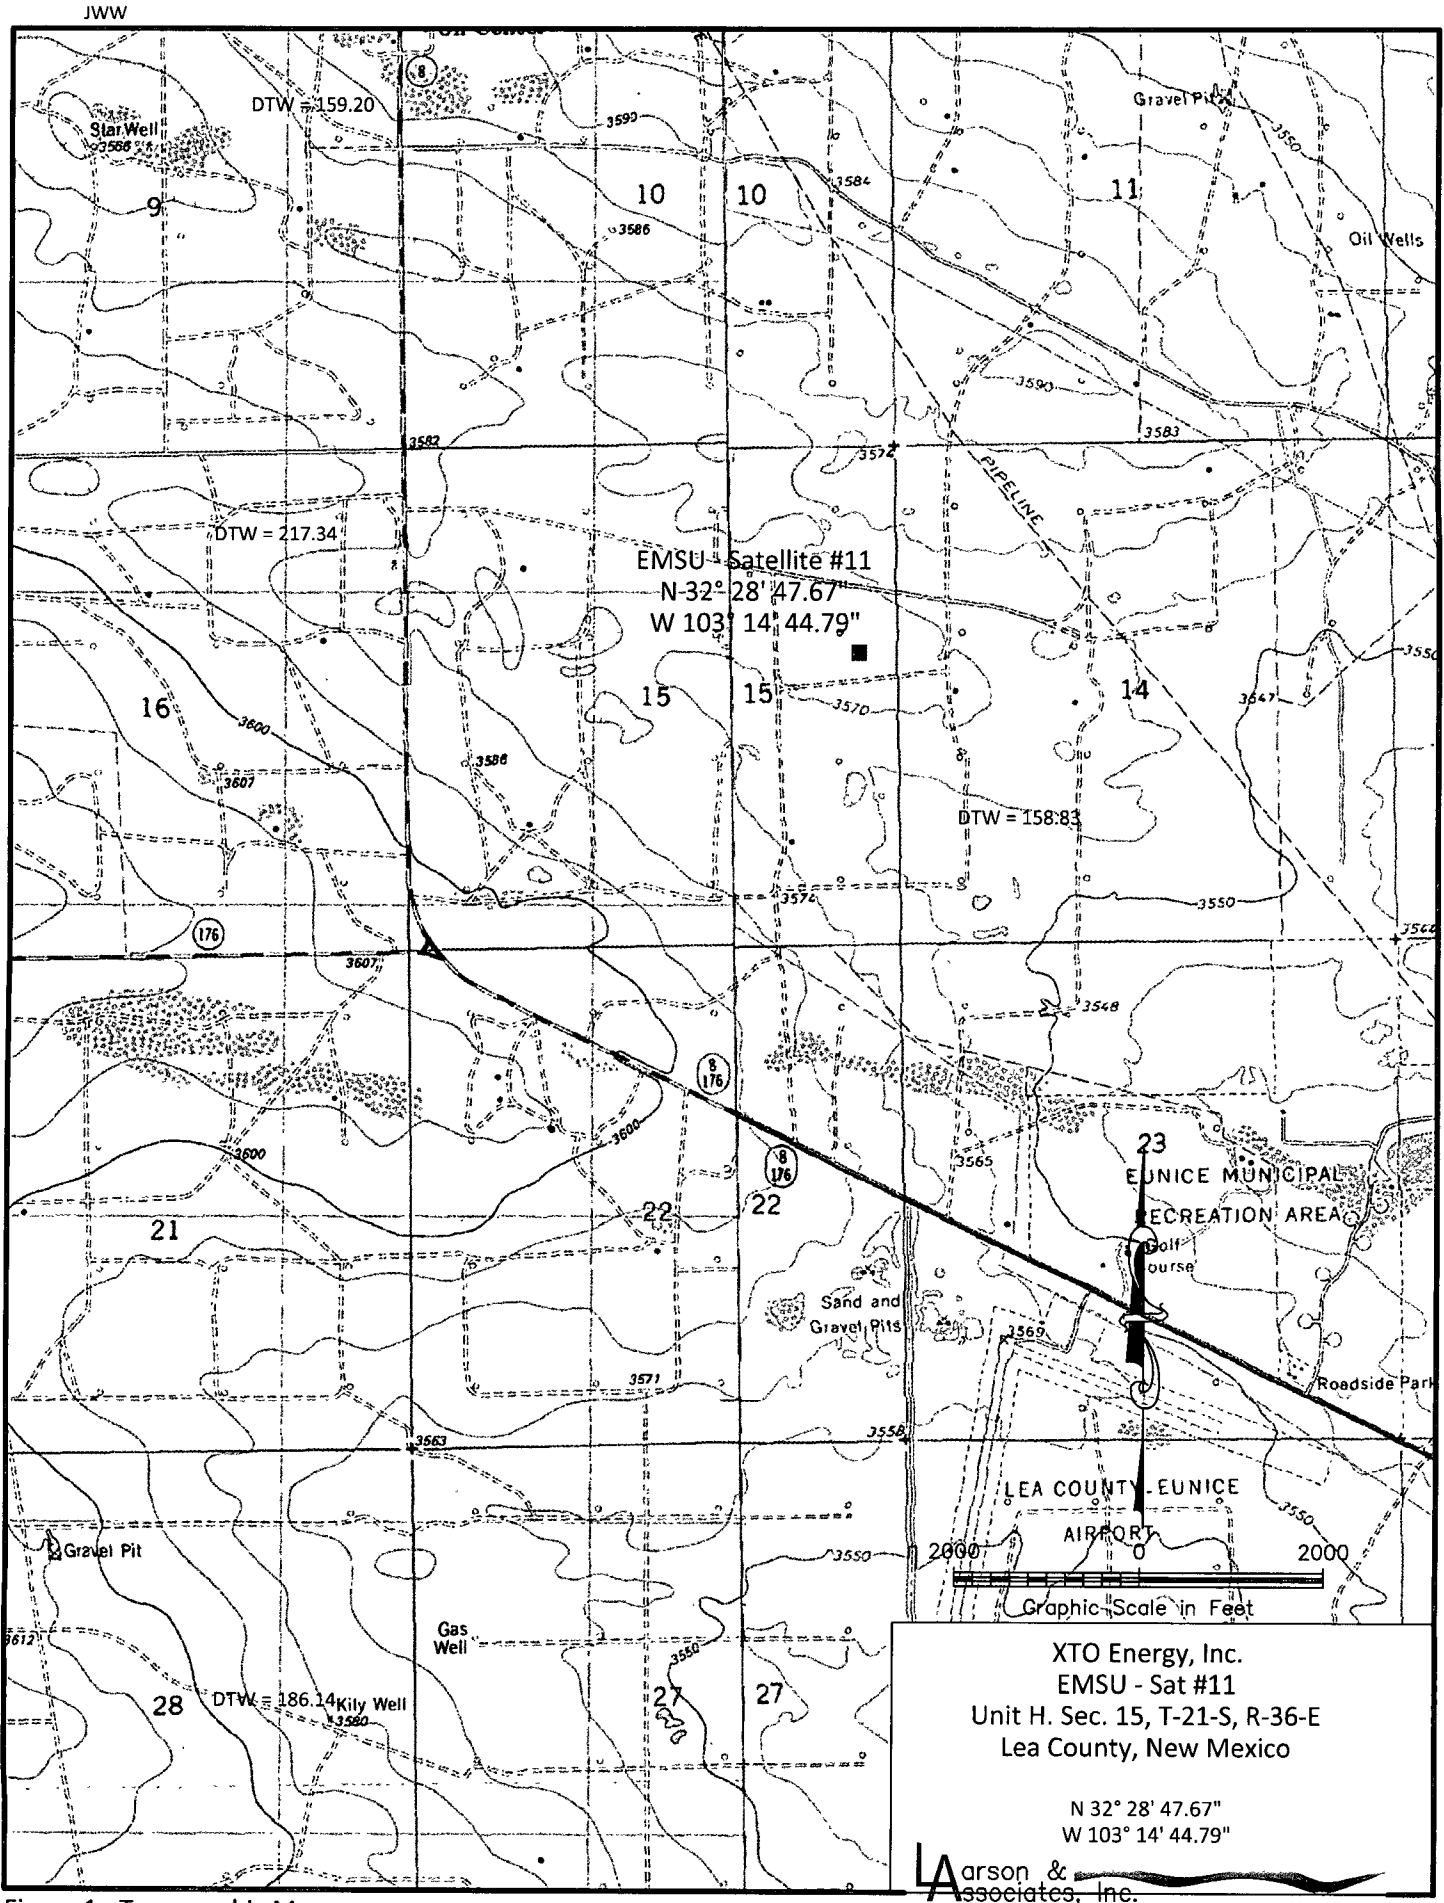 JWW
8
DTW = 159.20
Gravel Pit
Star Well
3566
3590
3550
9
10
10
3584
11
3586
Oil Wells
3590
3582
3583
3572
PIPELINE
DTW = 217.34
EMSU - Satellite #11
N 32° 28' 47.67"
W 103° 14' 44.79"
3550
16
15
15
14
3570
3547
3600
3586
3607
DTW = 158.83
3574
3550
176
3607
3548
8
176
3600
3600
8
176
23
3565
EUNICE MUNICIPAL
RECREATION AREA
21
22
22
Golf
Course
Sand and
Gravel Pits
3569
3571
Roadside Park
3563
3558
LEA COUNTY-EUNICE
AIRPORT
3550
Gravel Pit
3550
2000 0 2000
Graphic Scale in Feet
3612
Gas
Well
3550
28
DTW = 186.14
Kily Well
3580
27
27
XTO Energy, Inc.
EMSU - Sat #11
Unit H. Sec. 15, T-21-S, R-36-E
Lea County, New Mexico
N 32° 28' 47.67"
W 103° 14' 44.79"
Larson &
Associates, Inc.